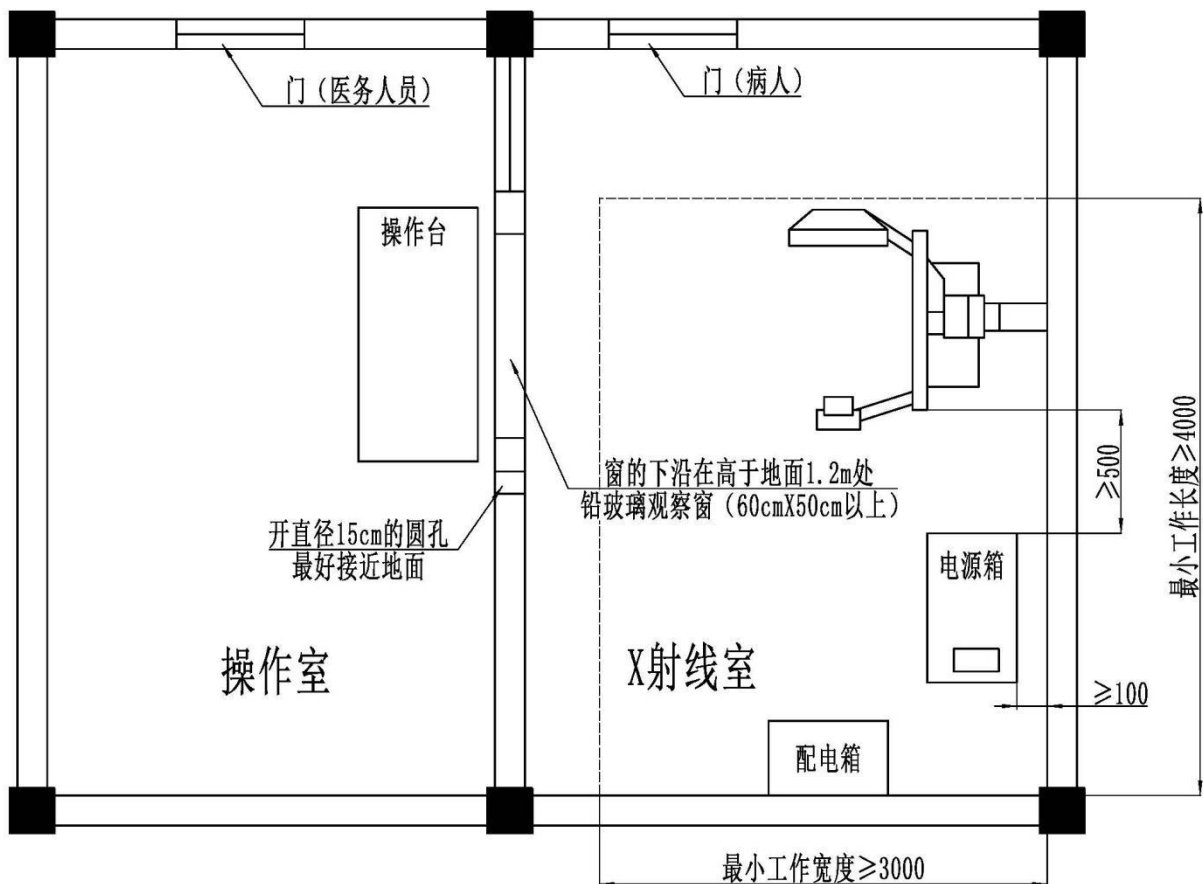 门（医务人员）
门（病人）
操作台
窗的下沿在高于地面1.2m处
铅玻璃观察窗（60cmX50cm以上）
开直径15cm的圆孔
最好接近地面
≥500
最小工作长度≥4000
电源箱
操作室
X射线室
≥100
配电箱
最小工作宽度≥3000